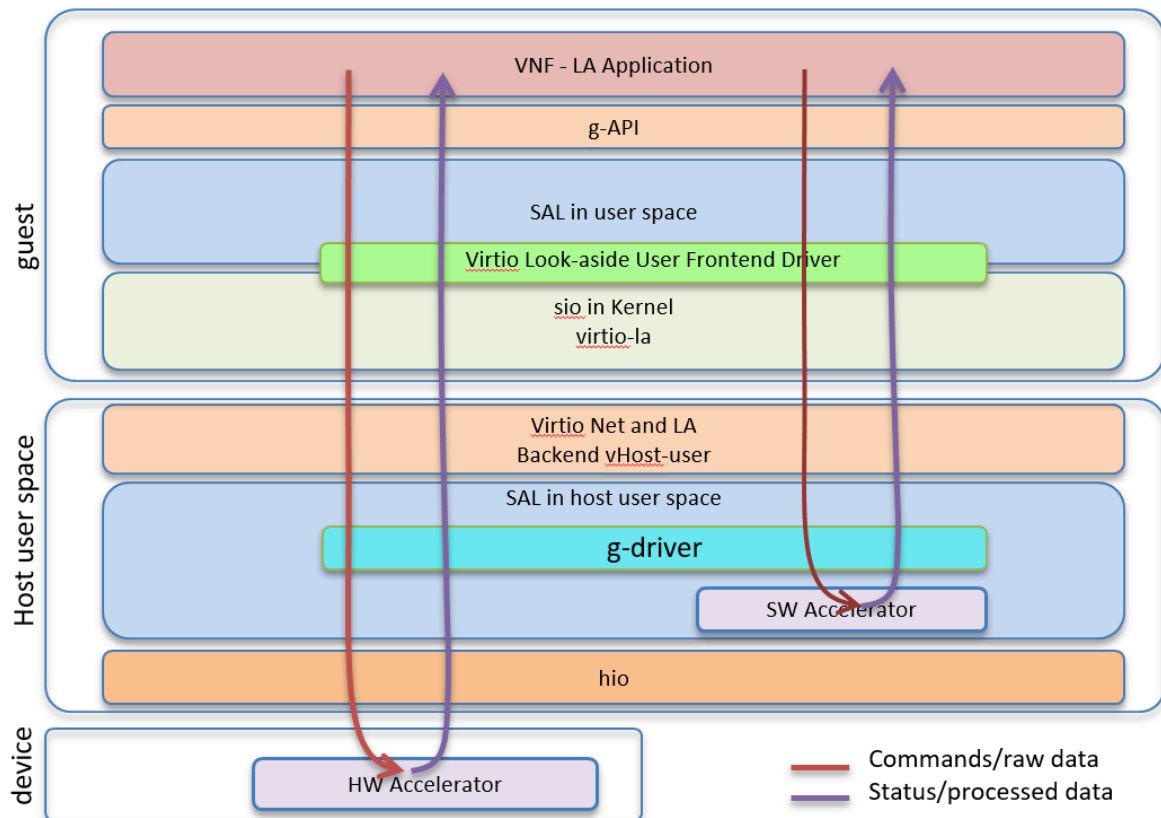 guest
VNF - LA Application
g-API
SAL in user space
Virtio Look-aside User Frontend Driver
sio in Kernel
virtio-la
Host user space
Virtio Net and LA
Backend vHost-user
SAL in host user space
g-driver
SW Accelerator
hio
device
HW Accelerator
Commands/raw data
Status/processed data